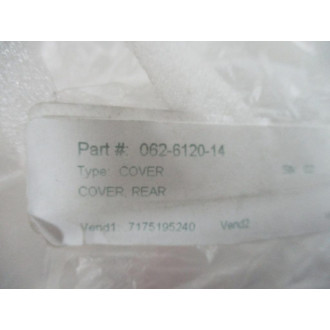 Part #: 062-6120-14
Type: COVER
COVER, REAR
Vend1: 7175195240 Vend2